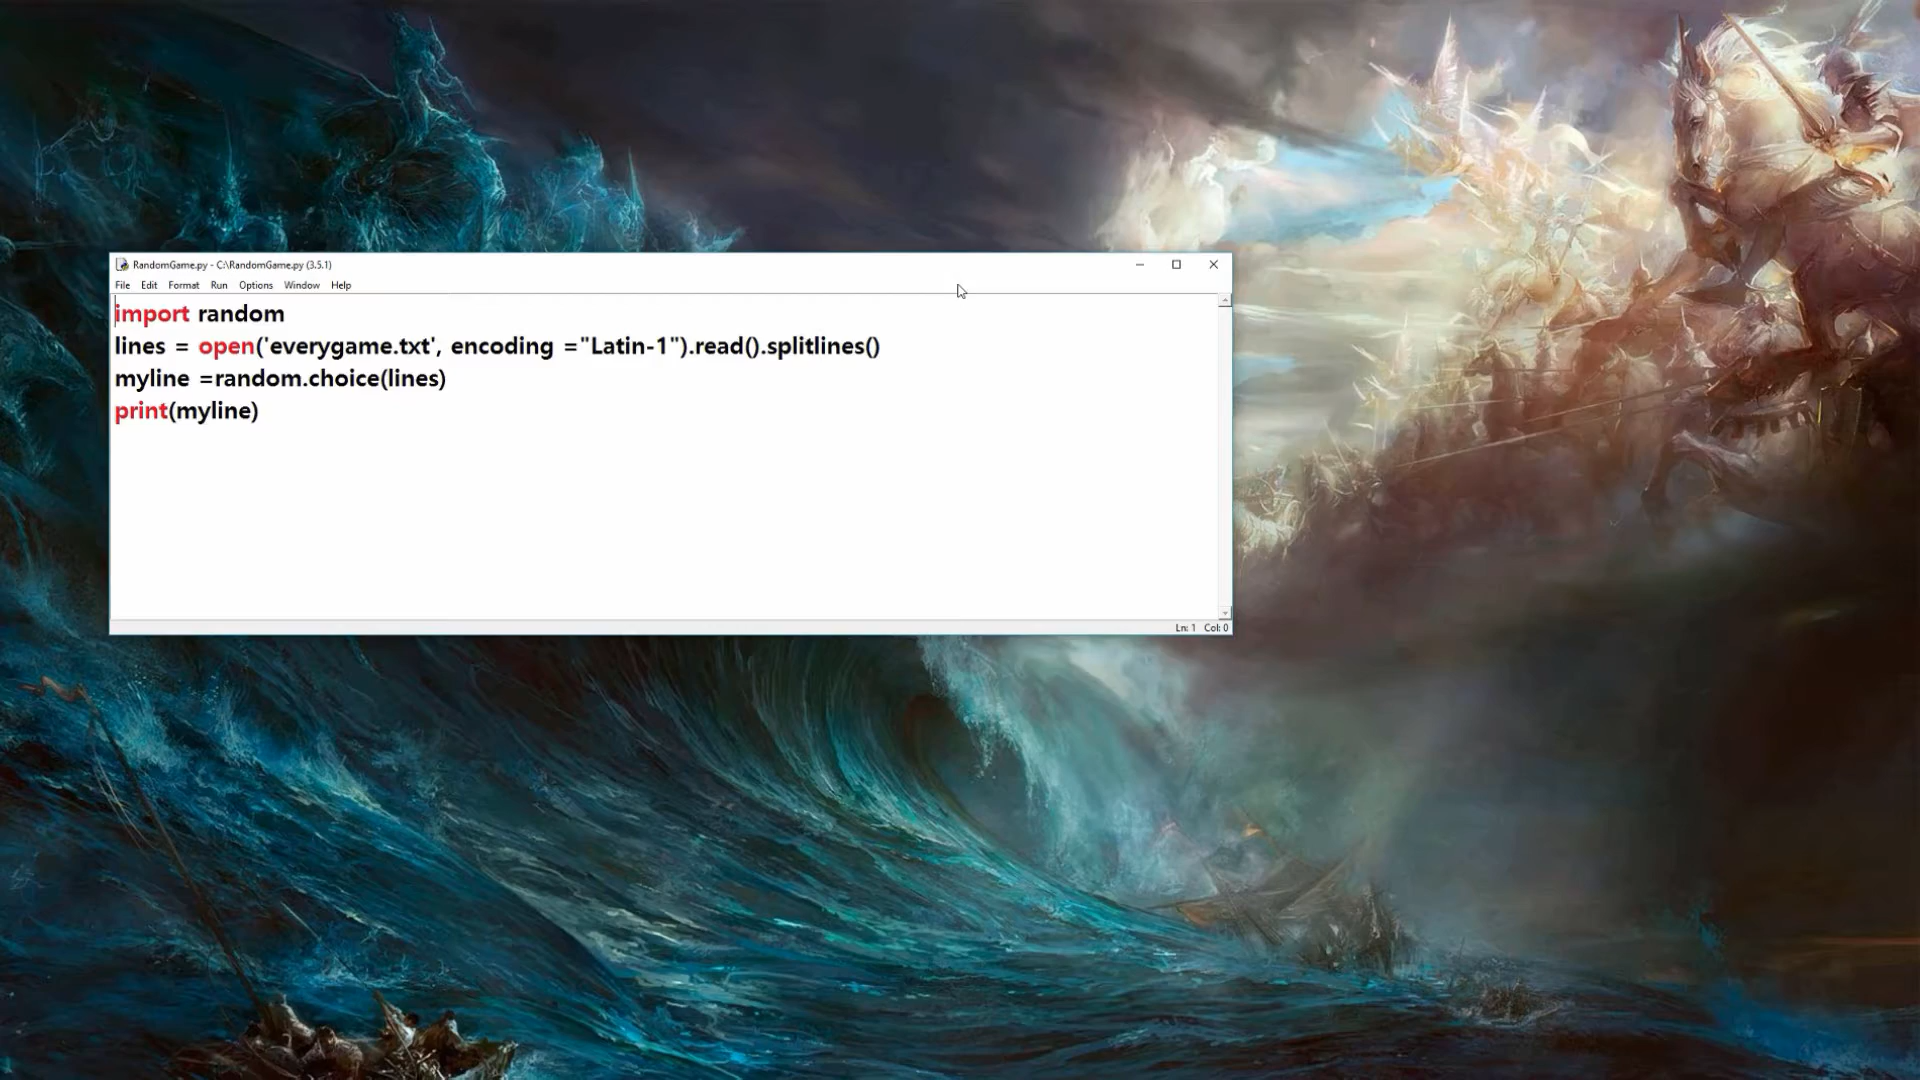 RandomGame.py - C:\RandomGame.py (3.5.1)
File Edit Format Run Options Window Help
import random
lines = open('everygame.txt', encoding ="Latin-1").read().splitlines()
myline =random.choice(lines)
print(myline)
Ln: 1 Col: 0